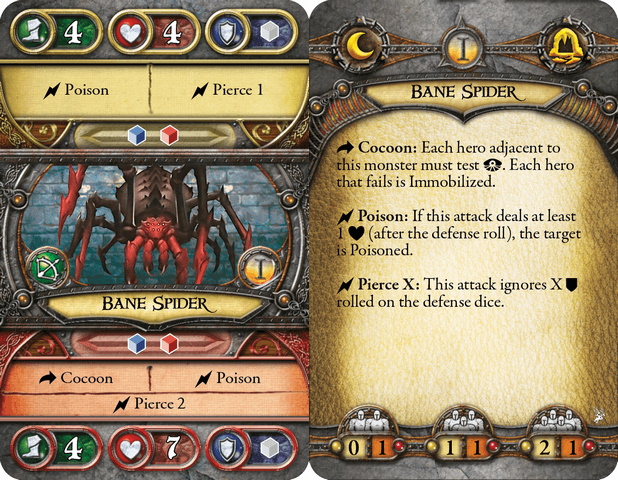 4 4
Poison Pierce 1
I
BANE SPIDER
Cocoon Poison
Pierce 2
4 7
I
BANE SPIDER
Cocoon: Each hero adjacent to
this monster must test . Each hero
that fails is Immobilized.
Poison: If this attack deals at least
1 (after the defense roll), the target
is Poisoned.
Pierce X: This attack ignores X
rolled on the defense dice.
0 1 1 1 2 1